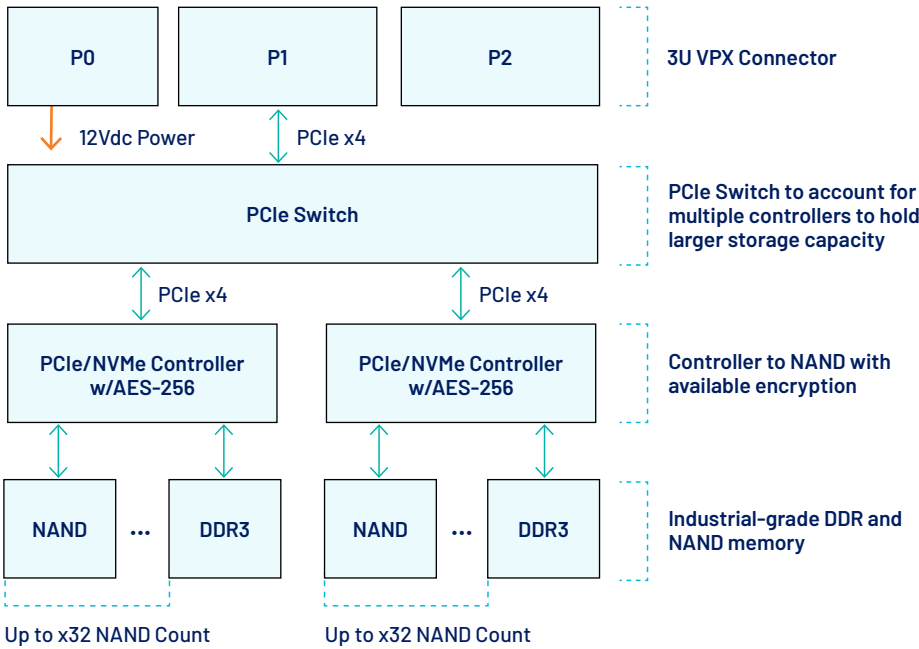 P0
P1
P2
3U VPX Connector
12Vdc Power
PCIe x4
PCIe Switch
PCIe Switch to account for
multiple controllers to hold
larger storage capacity
PCIe x4
PCIe x4
PCIe/NVMe Controller
w/AES-256
PCIe/NVMe Controller
w/AES-256
Controller to NAND with
available encryption
NAND
...
DDR3
NAND
...
DDR3
Industrial-grade DDR and
NAND memory
Up to x32 NAND Count
Up to x32 NAND Count